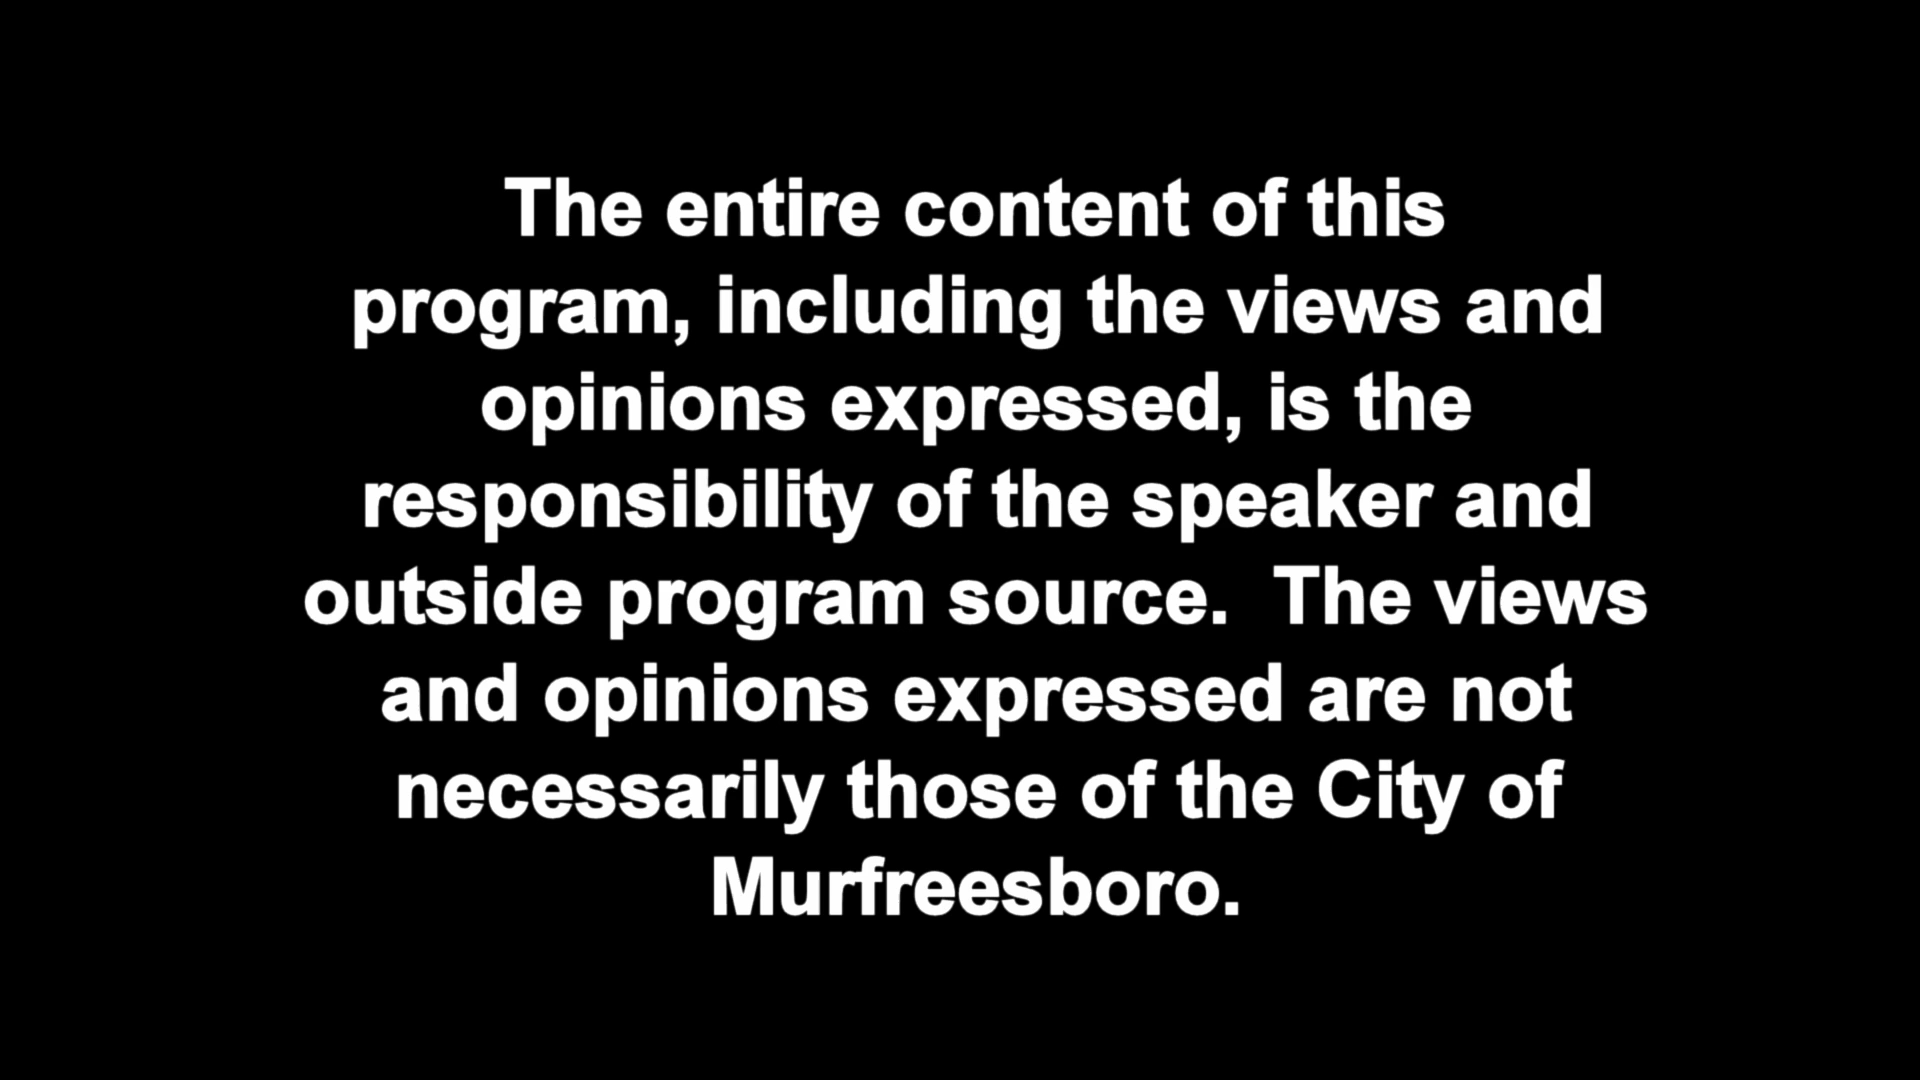 The entire content of this
program, including the views and
opinions expressed, is the
responsibility of the speaker and
outside program source.  The views
and opinions expressed are not
necessarily those of the City of
Murfreesboro.